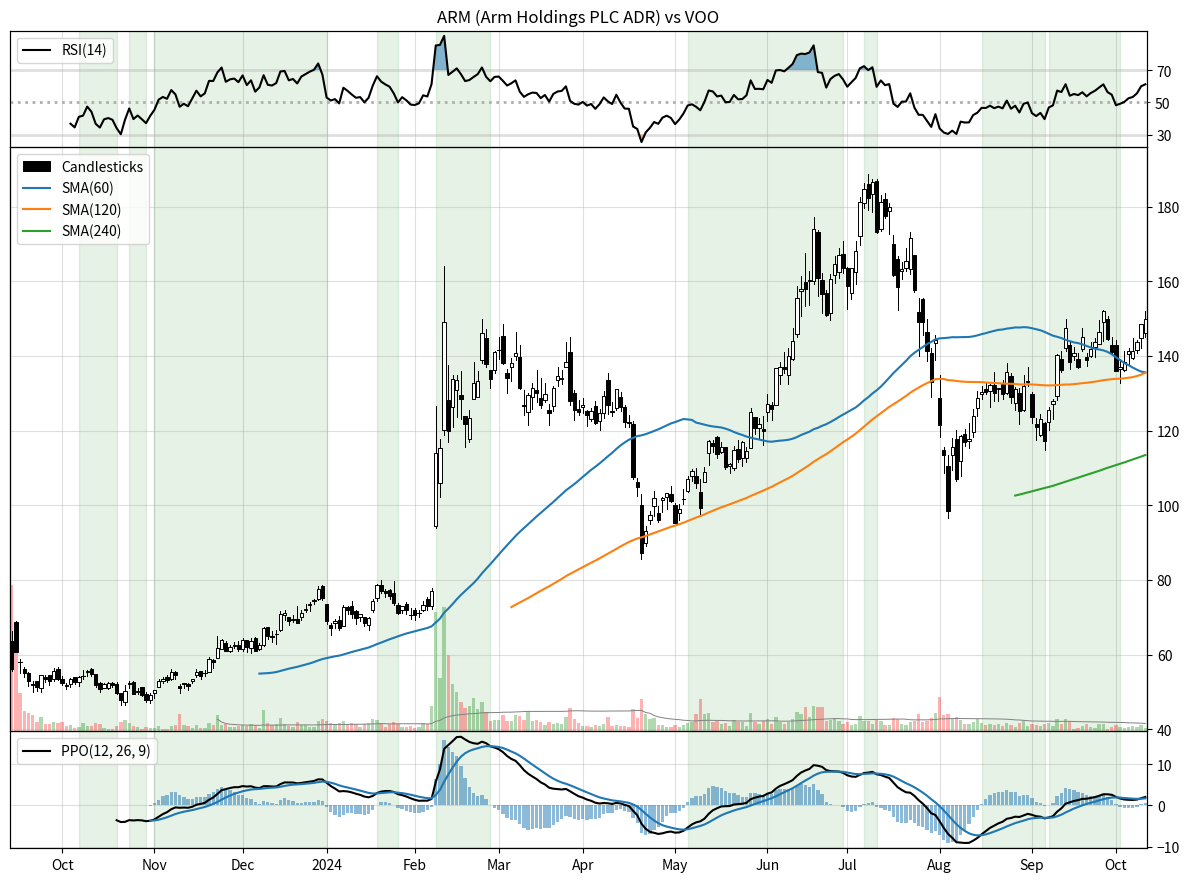 ARM (Arm Holdings PLC ADR) vs VOO
RSI(14)
70
50
30
Candlesticks
SMA(60)
SMA(120)
SMA(240)
180
160
140
120
100
80
60
40
PPO(12, 26, 9)
10
0
−10
Oct Nov Dec 2024 Feb Mar Apr May Jun Jul Aug Sep Oct